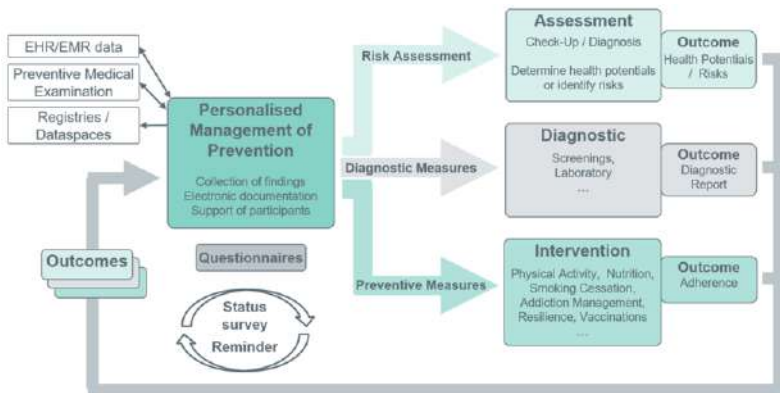 EHR/EMR data
Preventive Medical
Examination
Registries /
Dataspaces
Personalised
Management of
Prevention
Collection of findings
Electronic documentation
Support of participants
Questionnaires
Status
survey
Reminder
Outcomes
Risk Assessment
Diagnostic Measures
Preventive Measures
Assessment
Check-Up / Diagnosis
Determine health potentials
or identify risks
Outcome
Health Potentials
/ Risks
Diagnostic
Screenings,
Laboratory
...
Outcome
Diagnostic
Report
Intervention
Physical Activity, Nutrition,
Smoking Cessation,
Addiction Management,
Resilience, Vaccinations
...
Outcome
Adherence